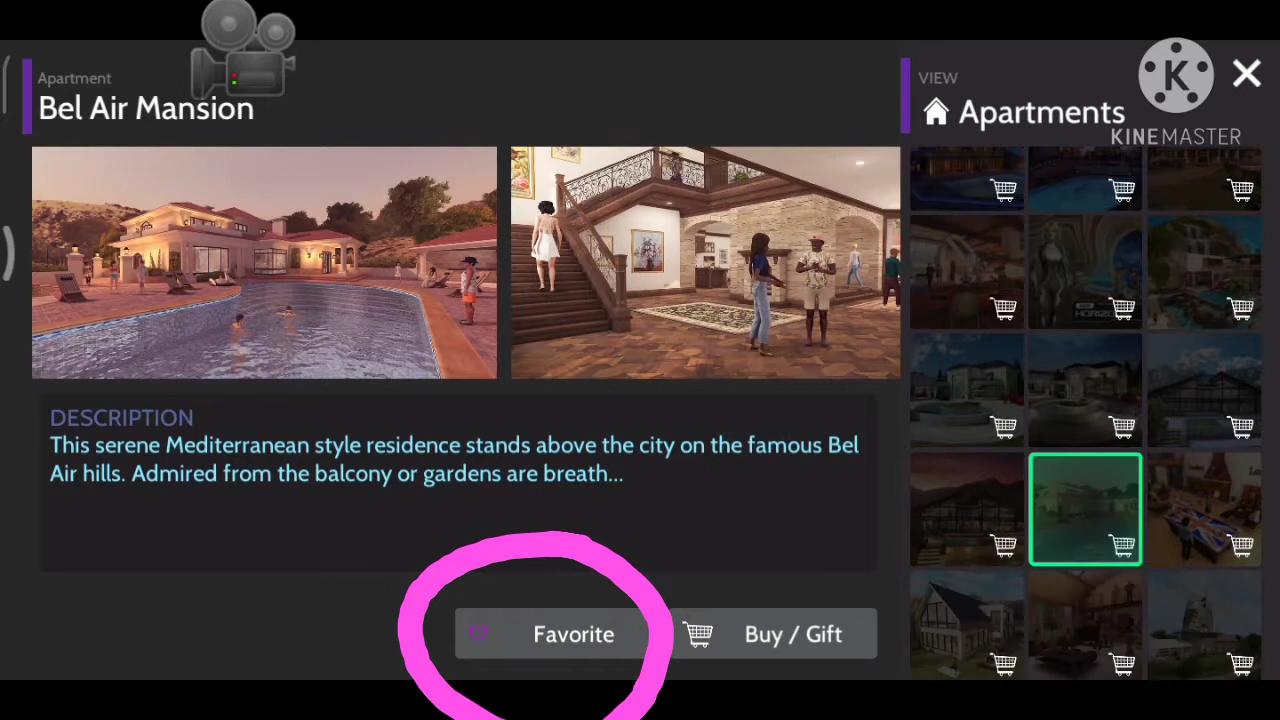 Apartment
Bel Air Mansion
VIEW
Apartments
K
KINEMASTER
DESCRIPTION
This serene Mediterranean style residence stands above the city on the famous Bel
Air hills. Admired from the balcony or gardens are breath...
Favorite
Buy / Gift